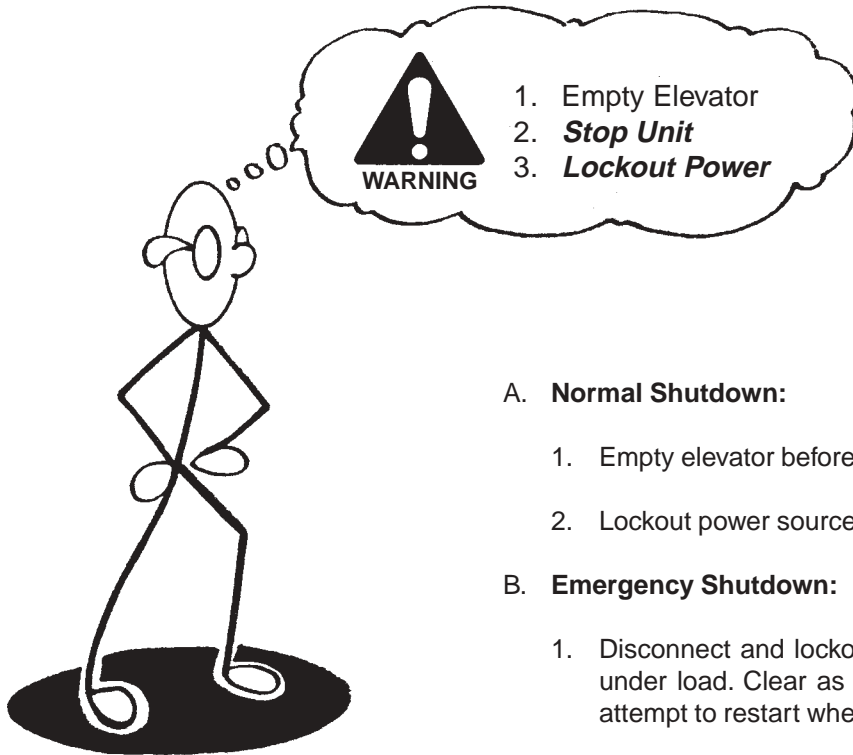 WARNING
1. Empty Elevator
2. Stop Unit
3. Lockout Power
A. Normal Shutdown:
1. Empty elevator before
2. Lockout power source
B. Emergency Shutdown:
1. Disconnect and locko
under load. Clear as
attempt to restart whe